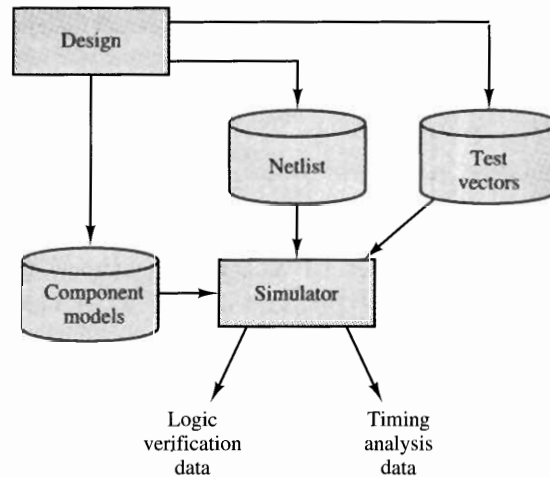 Design
Netlist
Test
vectors
Component
models
Simulator
Logic
verification
data
Timing
analysis
data